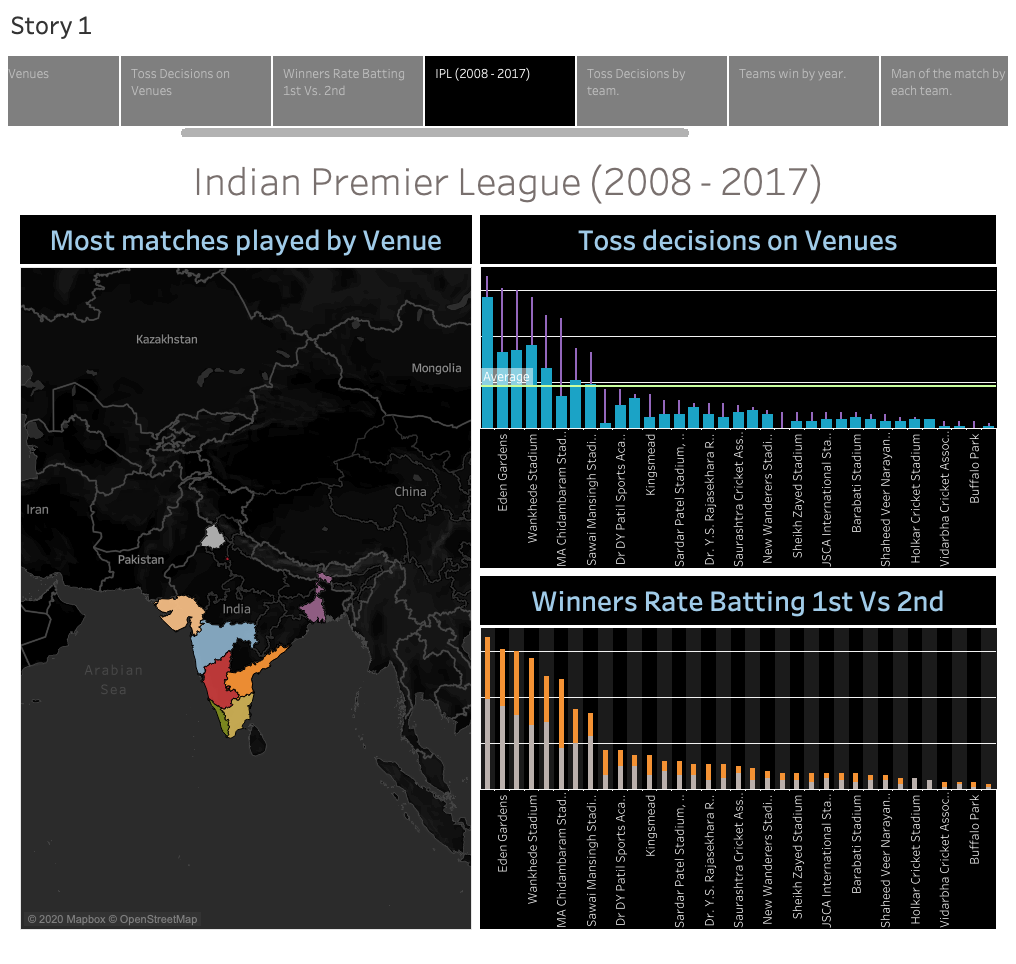 Story 1
Venues
Toss Decisions on
Venues
Winners Rate Batting
1st Vs. 2nd
IPL (2008 - 2017)
Toss Decisions by
team.
Teams win by year.
Man of the match by
each team.
Indian Premier League (2008 - 2017)
Most matches played by Venue
Kazakhstan
Mongolia
China
Iran
Pakistan
India
Arabian
Sea
© 2020 Mapbox © OpenStreetMap
Toss decisions on Venues
Average
Eden Gardens
Wankhede Stadium
MA Chidambaram Stad..
Sawai Mansingh Stadi..
Dr DY Patil Sports Aca..
Kingsmead
Sardar Patel Stadium, ..
Dr. Y.S. Rajasekhara R..
Saurashtra Cricket Ass..
New Wanderers Stadi..
Sheikh Zayed Stadium
JSCA International Sta..
Barabati Stadium
Shaheed Veer Narayan..
Holkar Cricket Stadium
Vidarbha Cricket Assoc..
Buffalo Park
Winners Rate Batting 1st Vs 2nd
Eden Gardens
Wankhede Stadium
MA Chidambaram Stad..
Sawai Mansingh Stadi..
Dr DY Patil Sports Aca..
Kingsmead
Sardar Patel Stadium, ..
Dr. Y.S. Rajasekhara R..
Saurashtra Cricket Ass..
New Wanderers Stadi..
Sheikh Zayed Stadium
JSCA International Sta..
Barabati Stadium
Shaheed Veer Narayan..
Holkar Cricket Stadium
Vidarbha Cricket Assoc..
Buffalo Park